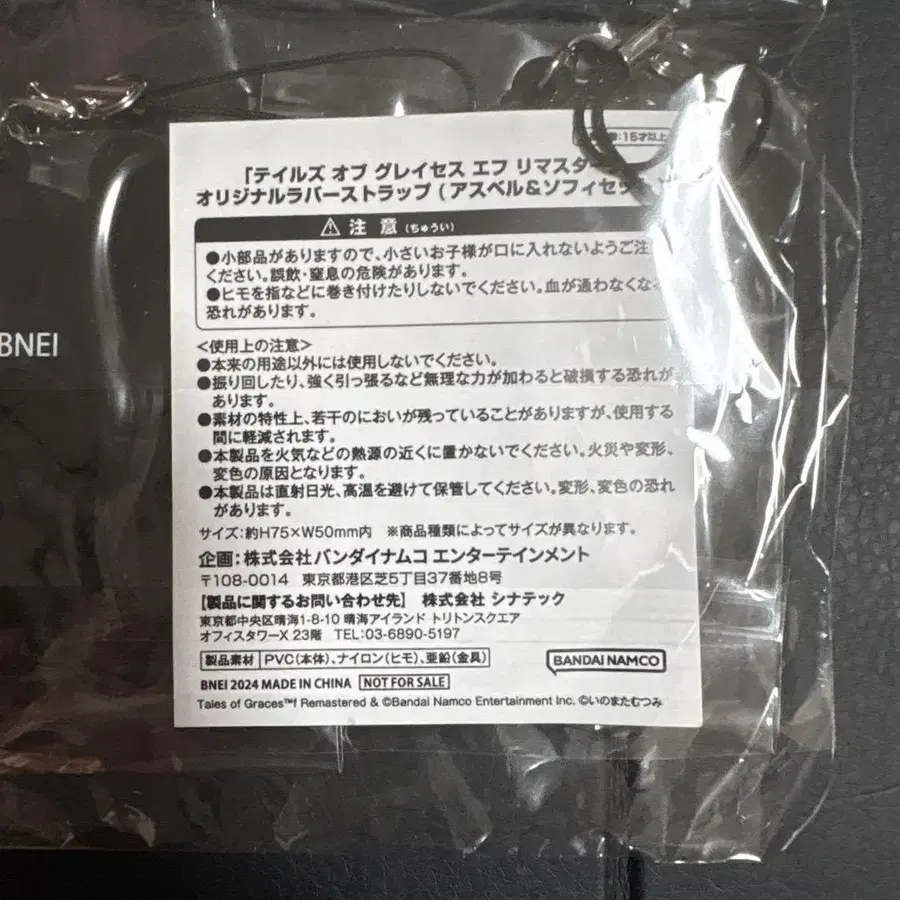 :15才以上
「テイルズ オブ グレイセス エフ リマスター
オリジナルラバーストラップ(アスベル&ソフィセット
⚠注 意(ちゅうい)
●小部品がありますので、小さいお子様が口に入れないようご注
ください。誤飲・窒息の危険があります。
●ヒモを指などに巻き付けたりしないでください。血が通わなくなる
恐れがあります。
BNEI
<使用上の注意>
●本来の用途以外には使用しないでください。
●振り回したり、強く引っ張るなど無理な力が加わると破損する恐れが
あります。
●素材の特性上、若干のにおいが残っていることがありますが、使用する
間に軽減されます。
●本製品を火気などの熱源の近くに置かないでください。火災や変形、
変色の原因となります。
●本製品は直射日光、高温を避けて保管してください。変形、変色の恐れ
があります。
サイズ:約H75×W50mm内 ※商品種類によってサイズが異なります。
企画:株式会社バンダイナムコ エンターテインメント
〒108-0014 東京都港区芝5丁目37番地8号
【製品に関するお問い合わせ先】 株式会社 シナテック
東京都中央区晴海1-8-10 晴海アイランド トリトンスクエア
オフィスタワーX 23階 TEL:03-6890-5197
製品素材 PVC(本体)、ナイロン(ヒモ)、亜鉛(金具)
BANDAI NAMCO
BNEI 2024 MADE IN CHINA NOT FOR SALE
Tales of Graces™f Remastered & ©Bandai Namco Entertainment Inc. ©いのまたむつみ